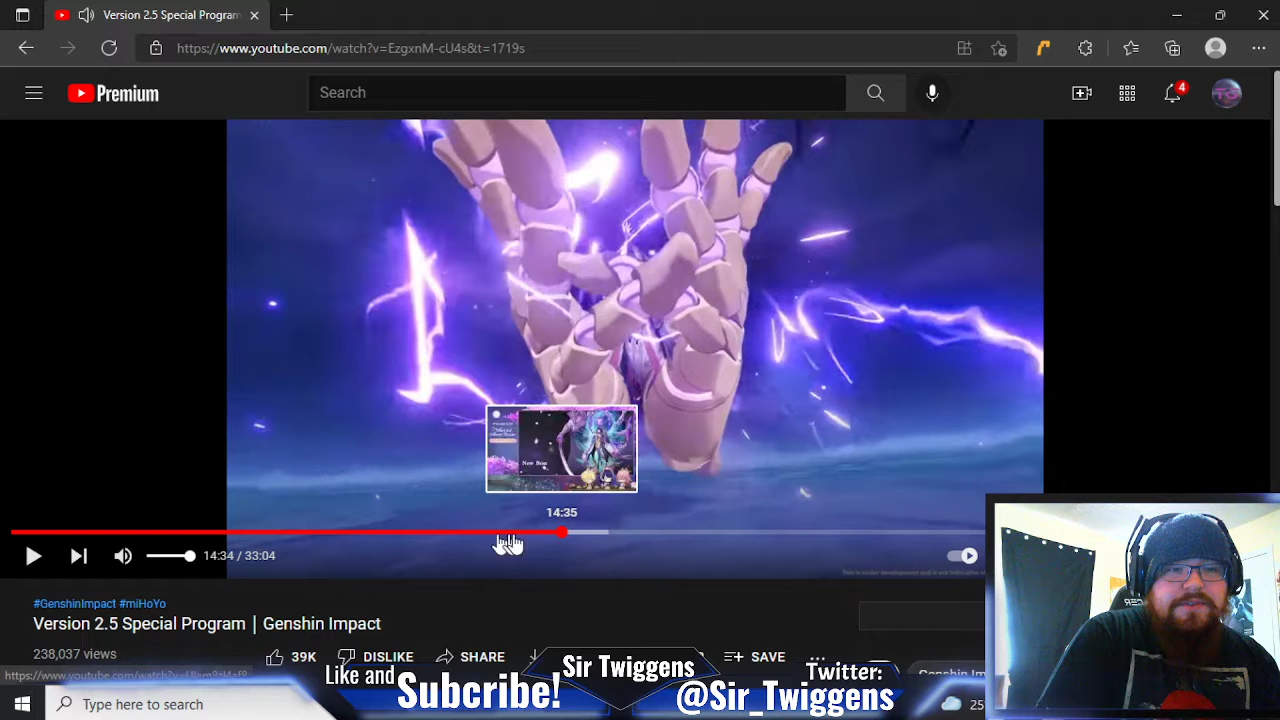 Version 2.5 Special Program
https://www.youtube.com/watch?v=EzgxnM-cU4s&t=1719s
Premium
Search
4
New Boss
14:35
14:34 / 33:04
#GenshinImpact #miHoYo
Version 2.5 Special Program | Genshin Impact
238,037 views
39K
DISLIKE
SHARE
SAVE
Like and
Subcribe!
Sir Twiggens
Twitter:
@Sir_Twiggens
Type here to search